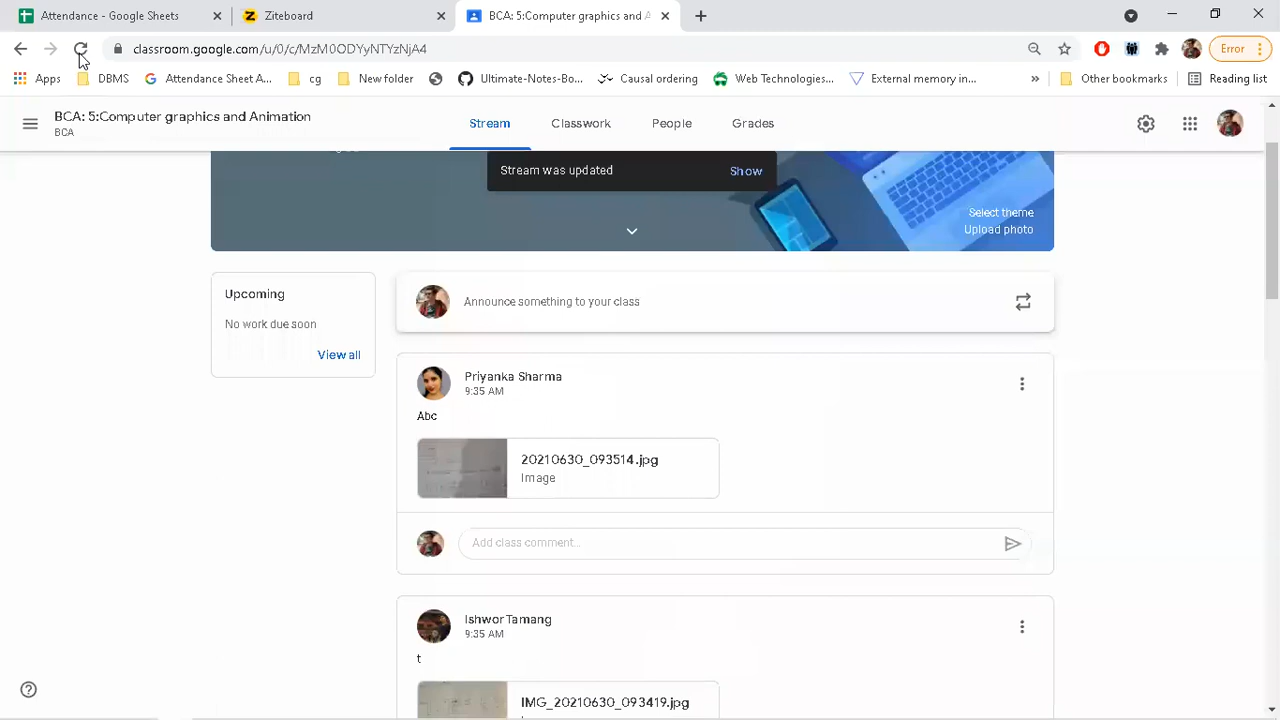 Attendance - Google Sheets
Ziteboard
BCA: 5:Computer graphics and A
classroom.google.com/u/0/c/MzM0ODYyNTYzNjA4
Error
Apps
DBMS
Attendance Sheet A...
cg
New folder
Ultimate-Notes-Bo...
Causal ordering
Web Technologies...
External memory in...
»
Other bookmarks
Reading list
BCA: 5:Computer graphics and Animation
BCA
Stream
Classwork
People
Grades
Stream was updated
Show
Select theme
Upload photo
Upcoming
No work due soon
View all
Announce something to your class
Priyanka Sharma
9:35 AM
Abc
20210630_093514.jpg
Image
Add class comment...
IshworTamang
9:35 AM
t
IMG_20210630_093419.jpg